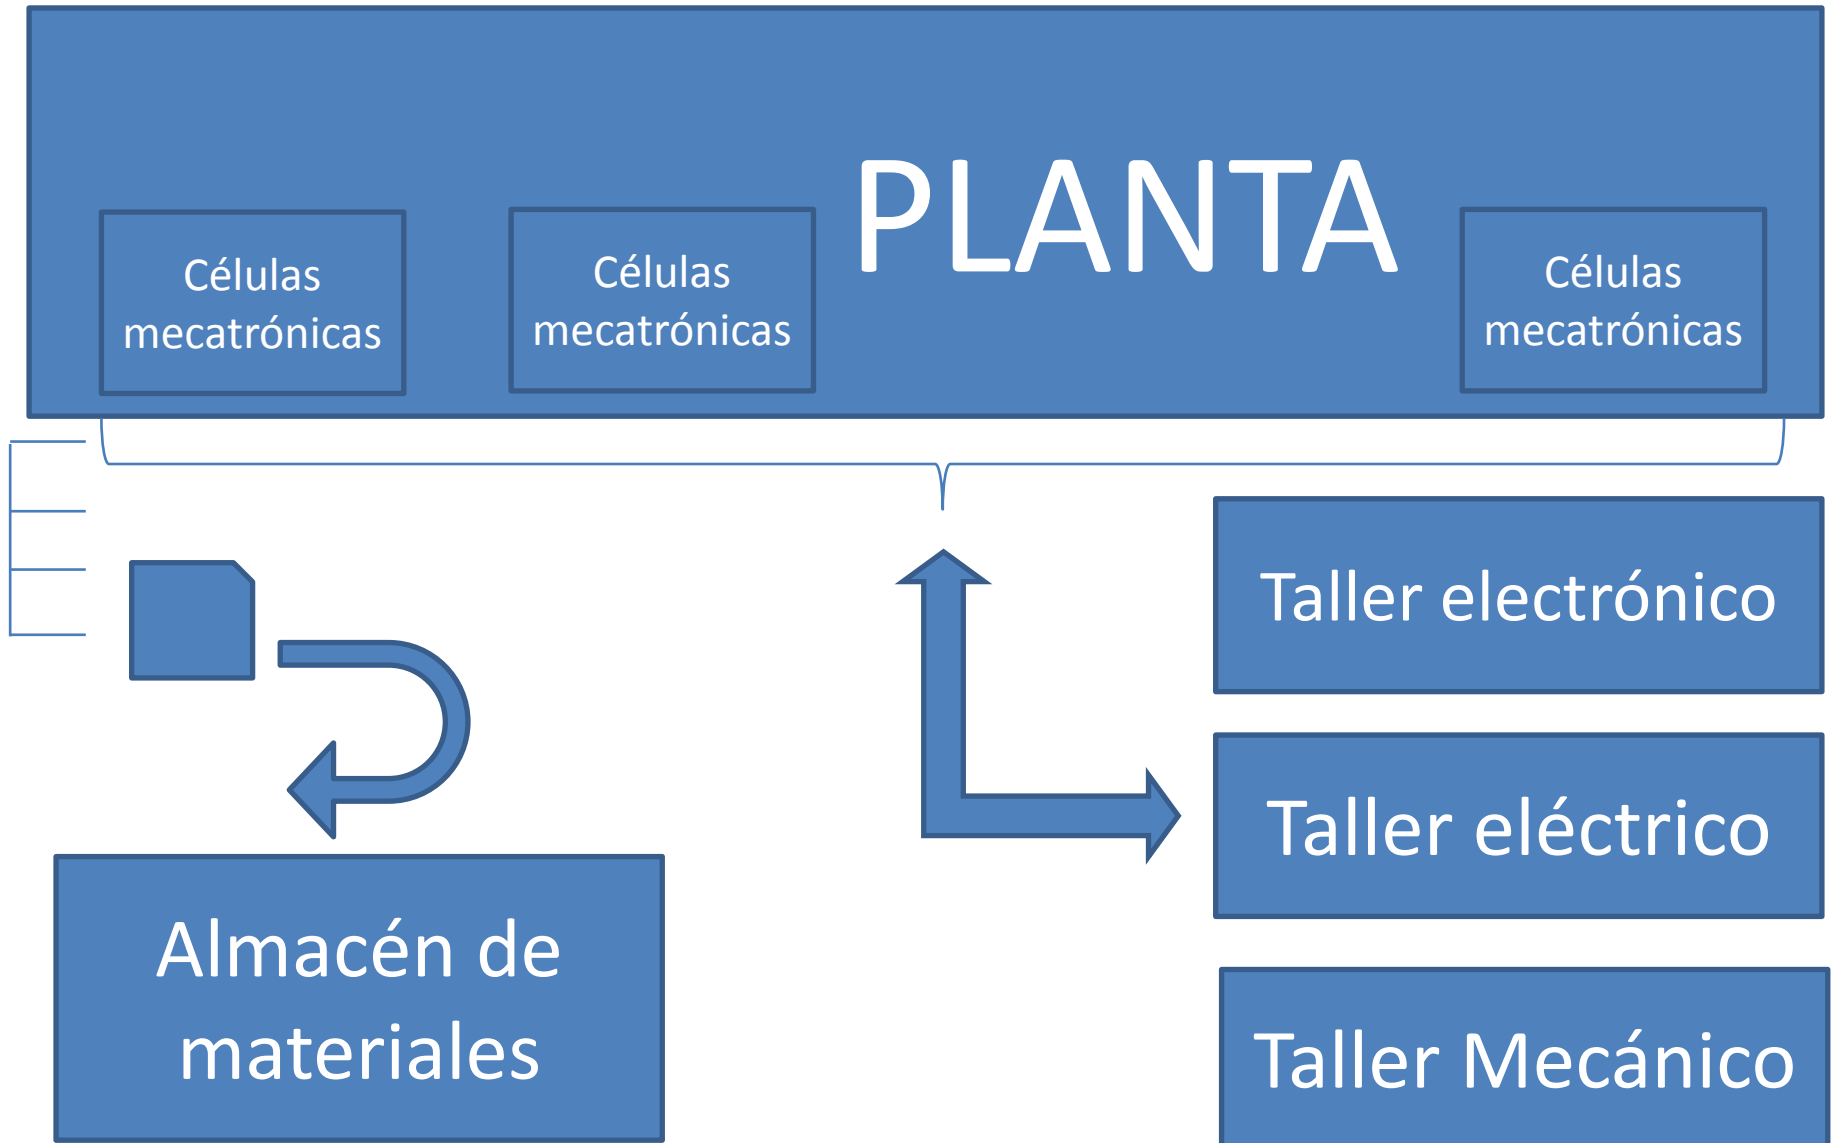 PLANTA
Células
mecatrónicas
Células
mecatrónicas
Células
mecatrónicas
Taller electrónico
Taller eléctrico
Almacén de
materiales
Taller Mecánico